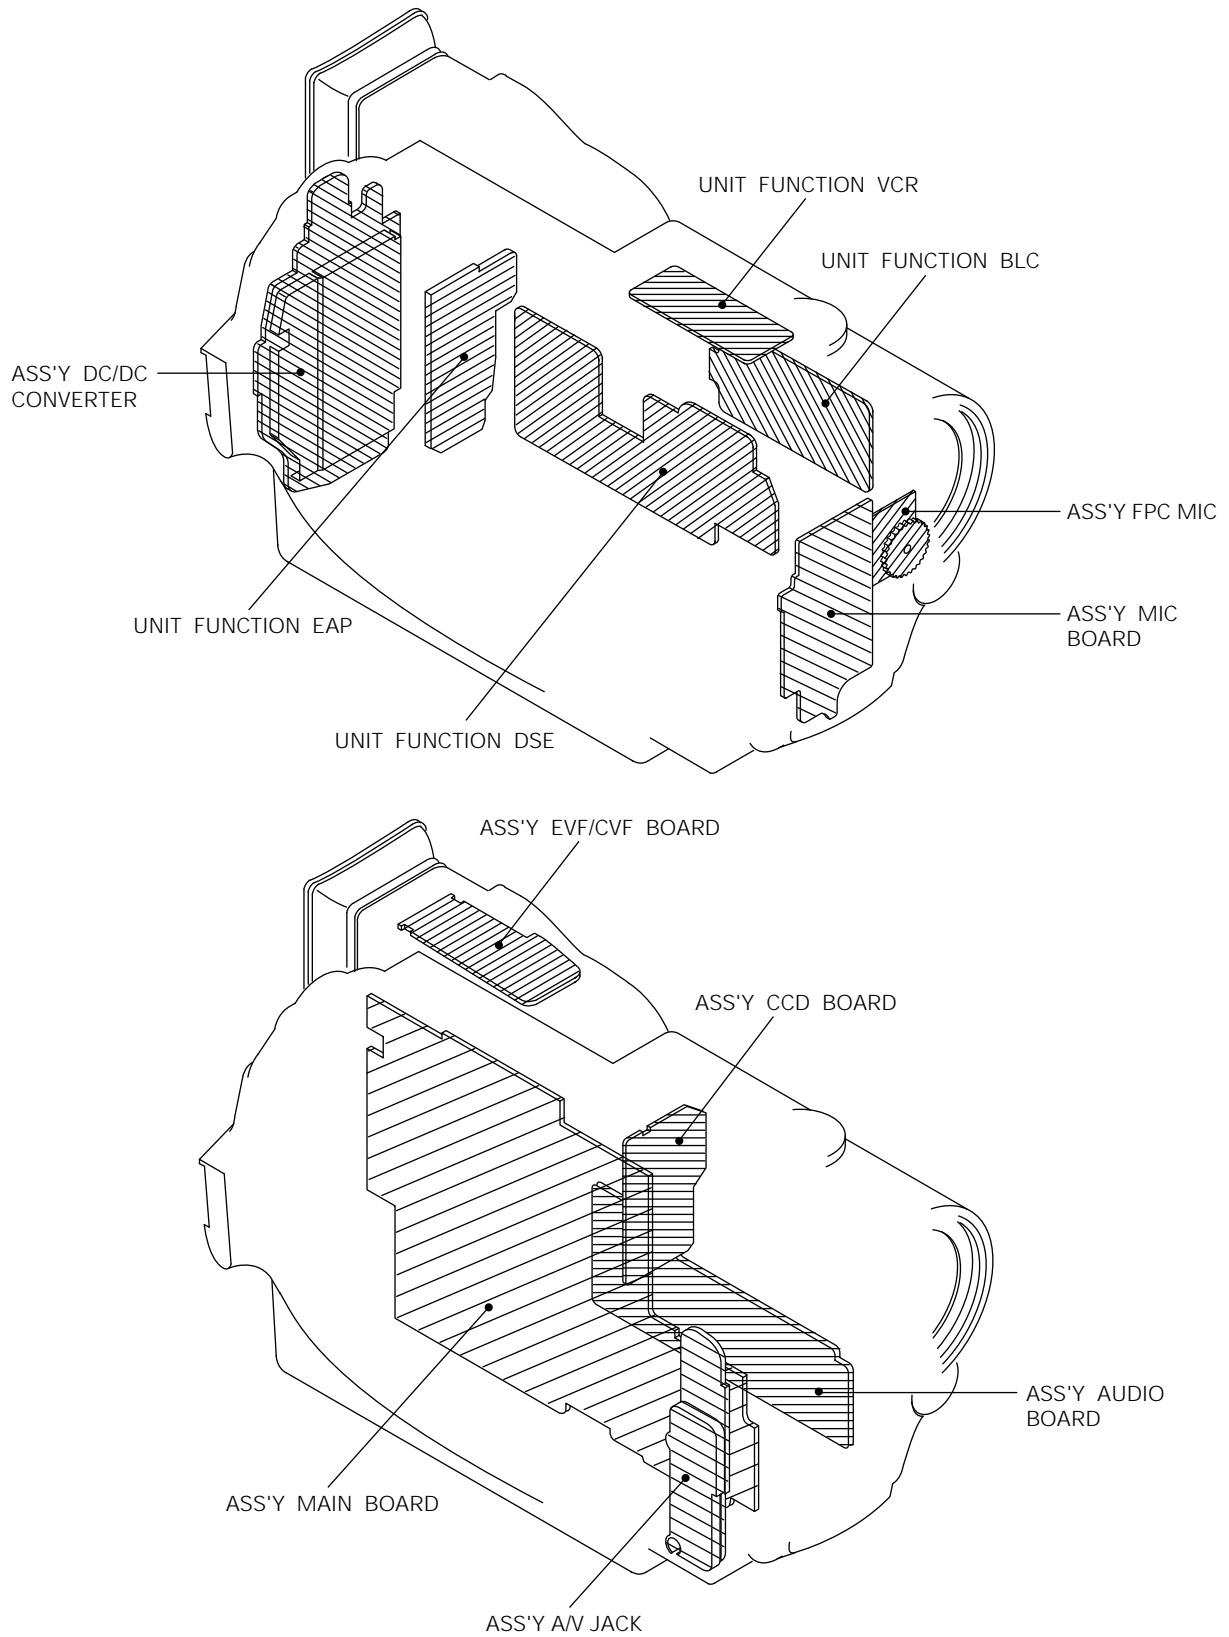 UNIT FUNCTION VCR
UNIT FUNCTION BLC
ASS'Y DC/DC
CONVERTER
ASS'Y FPC MIC
ASS'Y MIC
BOARD
UNIT FUNCTION EAP
UNIT FUNCTION DSE
ASS'Y EVF/CVF BOARD
ASS'Y CCD BOARD
ASS'Y AUDIO
BOARD
ASS'Y MAIN BOARD
ASS'Y A/V JACK